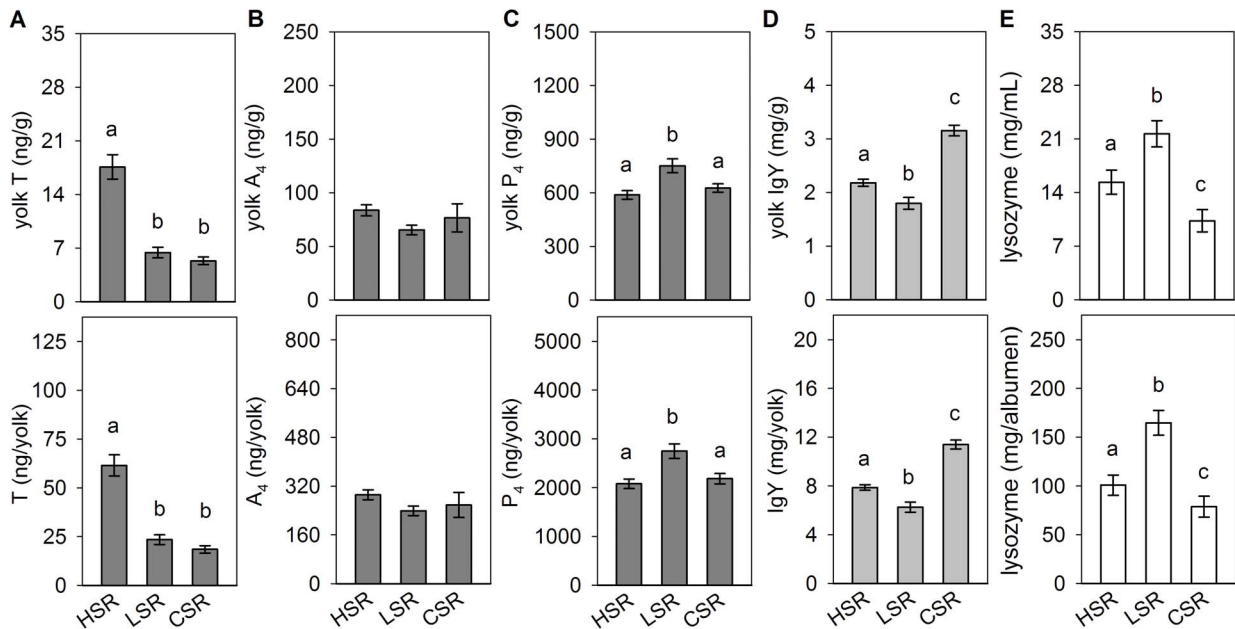 A
yolk T (ng/g)
35
28
21
14
7
0
a
b
b
B
yolk A₄ (ng/g)
250
200
150
100
50
0
C
yolk P₄ (ng/g)
1500
1200
900
600
300
0
a
b
a
D
yolk IgY (mg/g)
5
4
3
2
1
0
a
b
c
E
lysozyme (mg/mL)
35
28
21
14
7
0
a
b
c
T (ng/yolk)
125
100
75
50
25
0
a
b
b
HSR
LSR
CSR
A₄ (ng/yolk)
800
640
480
320
160
0
HSR
LSR
CSR
P₄ (ng/yolk)
5000
4000
3000
2000
1000
0
a
b
a
HSR
LSR
CSR
IgY (mg/yolk)
20
16
12
8
4
0
a
b
c
HSR
LSR
CSR
lysozyme (mg/albumen)
250
200
150
100
50
0
a
b
c
HSR
LSR
CSR